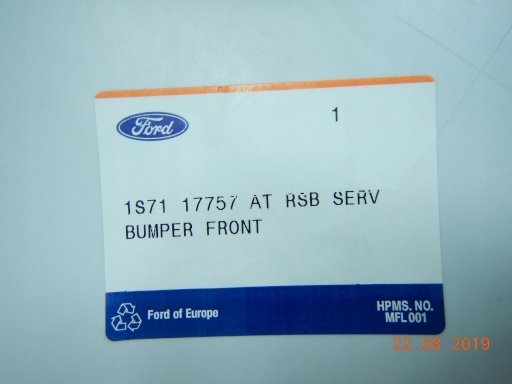 Ford
1
1S71 17757 AT RSB SERV
BUMPER FRONT
Ford of Europe
HPMS. NO.
MFL001
22 08 2019